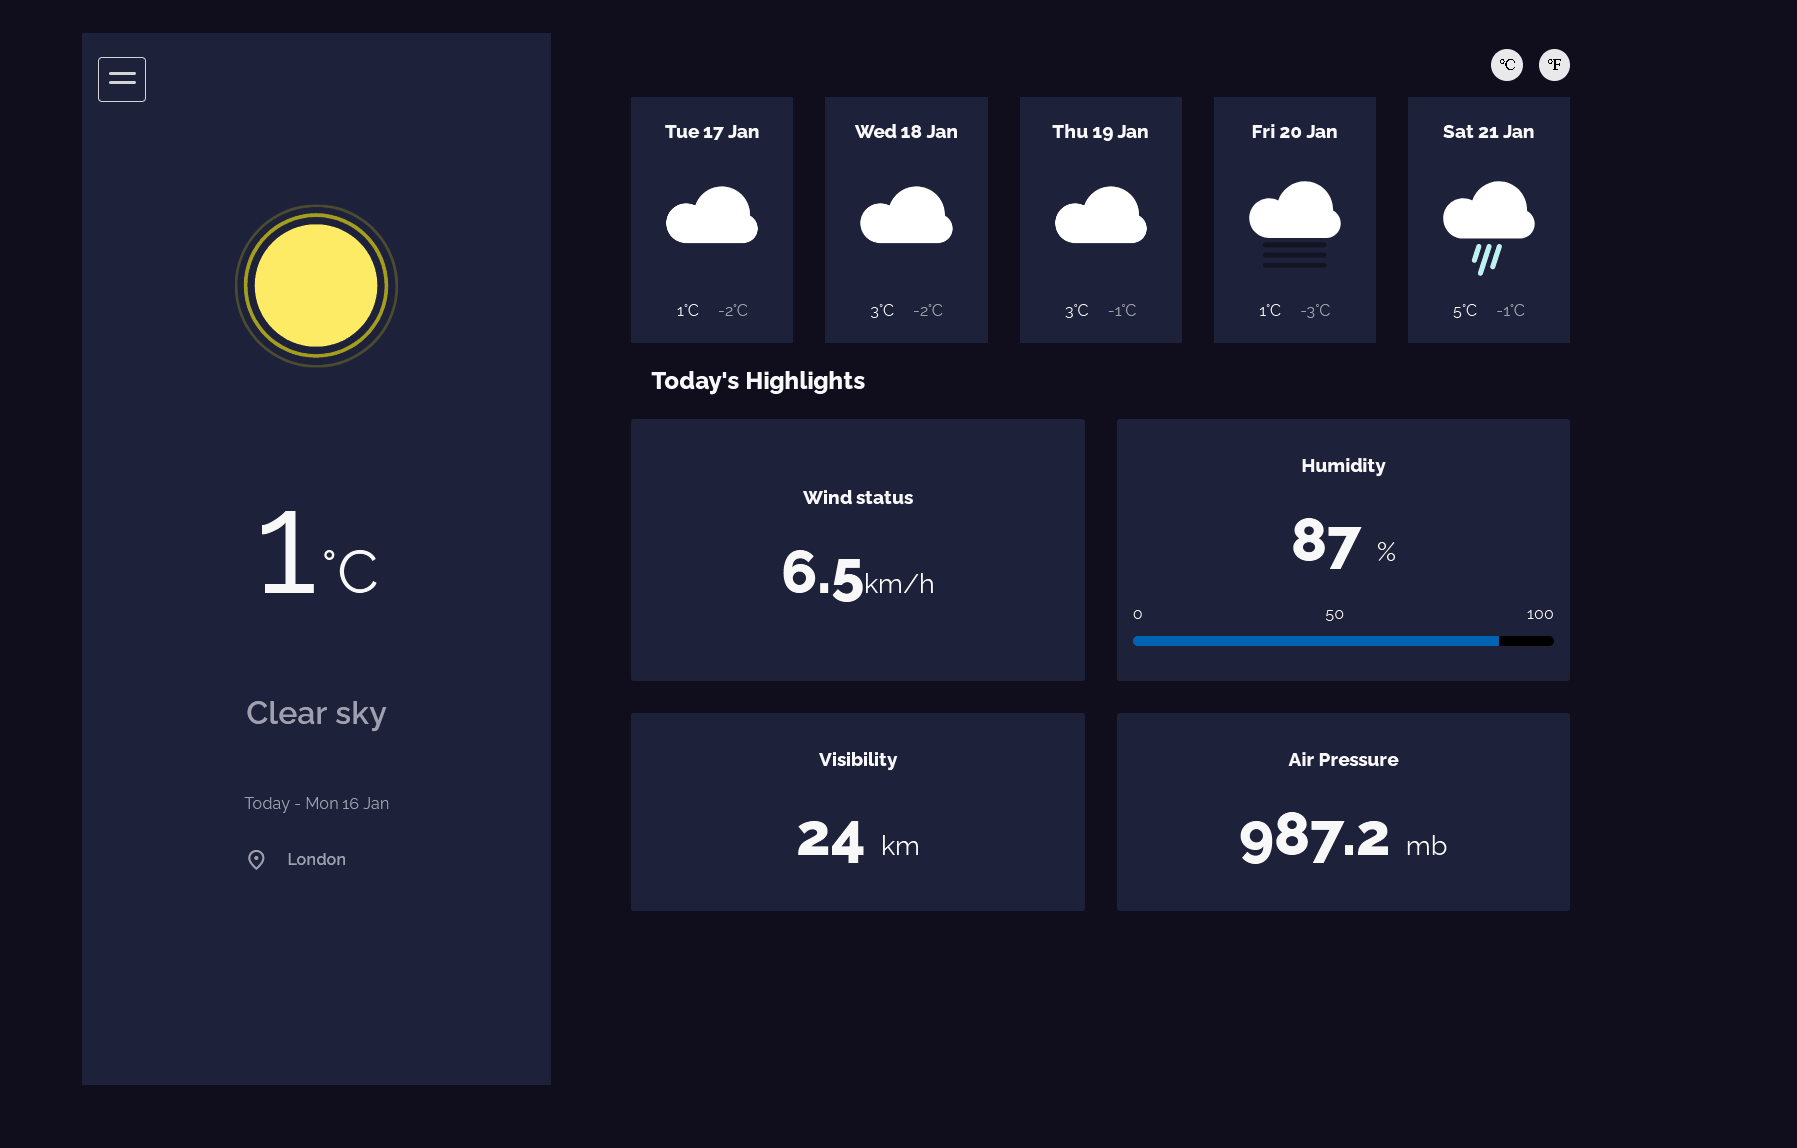 1°C
Clear sky
Today - Mon 16 Jan
London
°C °F
Tue 17 Jan
1°C -2°C
Wed 18 Jan
3°C -2°C
Thu 19 Jan
3°C -1°C
Fri 20 Jan
1°C -3°C
Sat 21 Jan
5°C -1°C
Today's Highlights
Wind status
6.5km/h
Humidity
87 %
0 50 100
Visibility
24 km
Air Pressure
987.2 mb